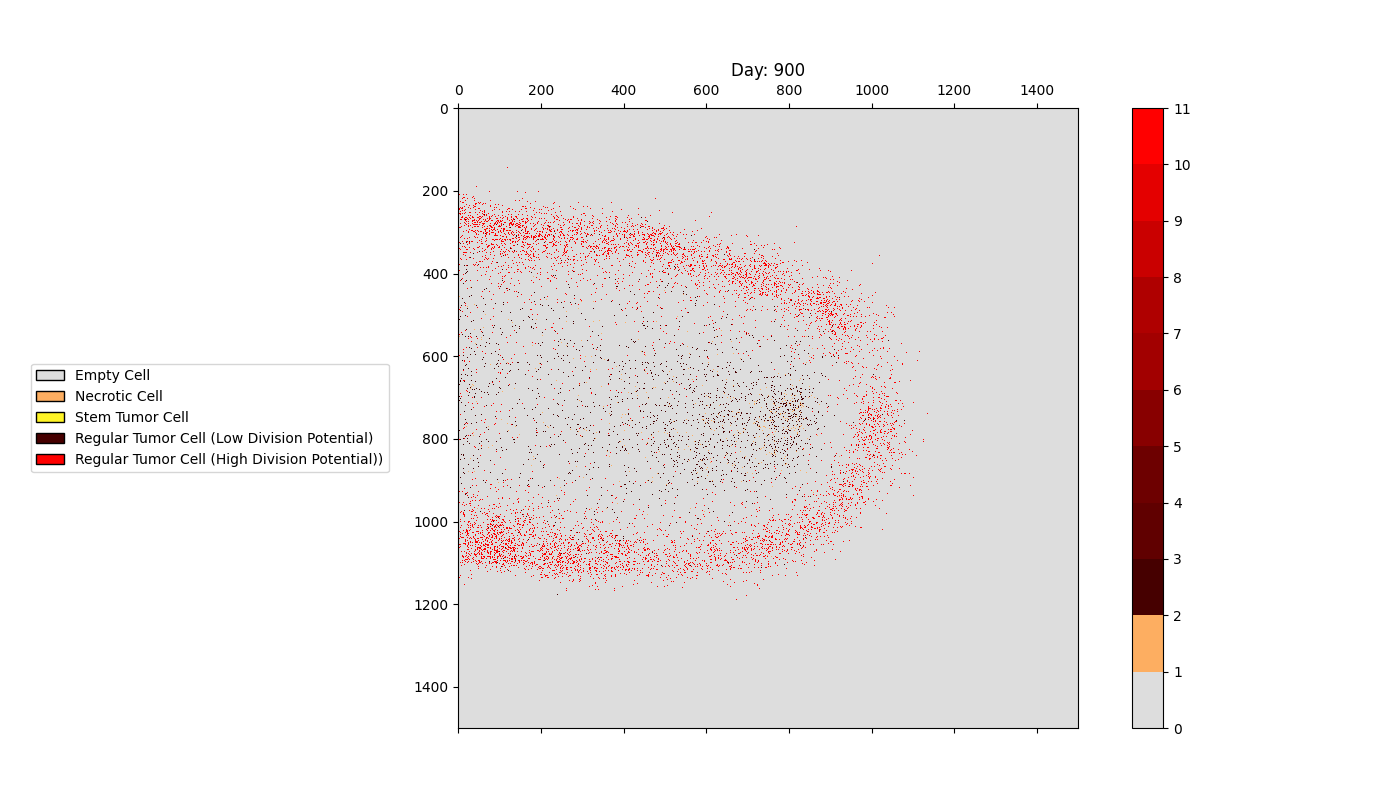 Day: 900
0 200 400 600 800 1000 1200 1400
0
200
400
600
800
1000
1200
1400
Empty Cell
Necrotic Cell
Stem Tumor Cell
Regular Tumor Cell (Low Division Potential)
Regular Tumor Cell (High Division Potential))
11
10
9
8
7
6
5
4
3
2
1
0